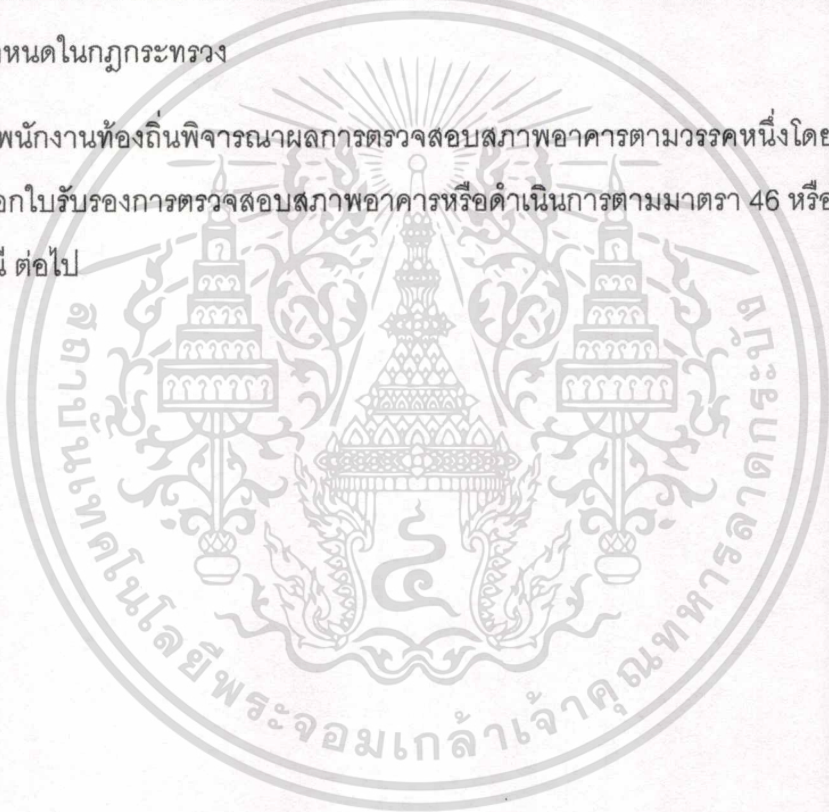 าหนดในกฎกระทรวง
พนักงานท้องถิ่นพิจารณาผลการตรวจสอบสภาพอาคารตามวรรคหนึ่งโดย
อกใบรับรองการตรวจสอบสภาพอาคารหรือดำเนินการตามมาตรา 46 หรือ
ณี ต่อไป
สถาบันเทคโนโลยีพระจอมเกล้าเจ้าคุณทหารลาดกระบัง